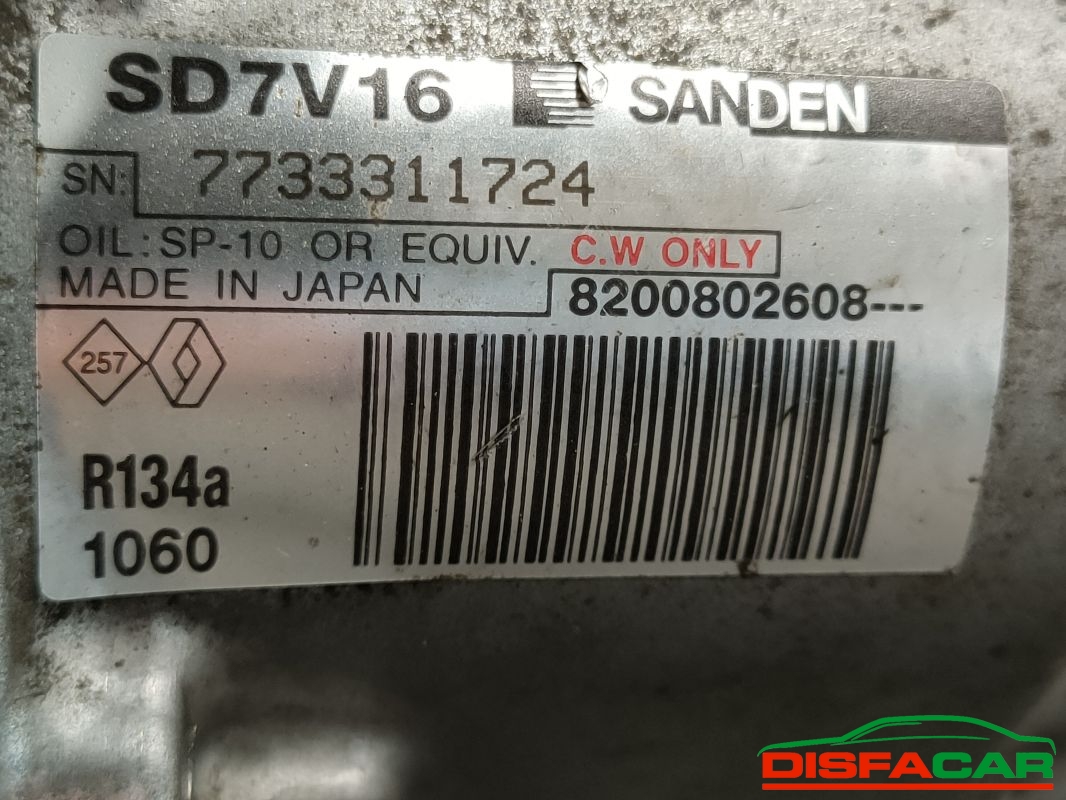 SD7V16 SANDEN
SN: 7733311724
OIL: SP-10 OR EQUIV. C.W ONLY
MADE IN JAPAN 8200802608---
257
R134a
1060
DISFACAR